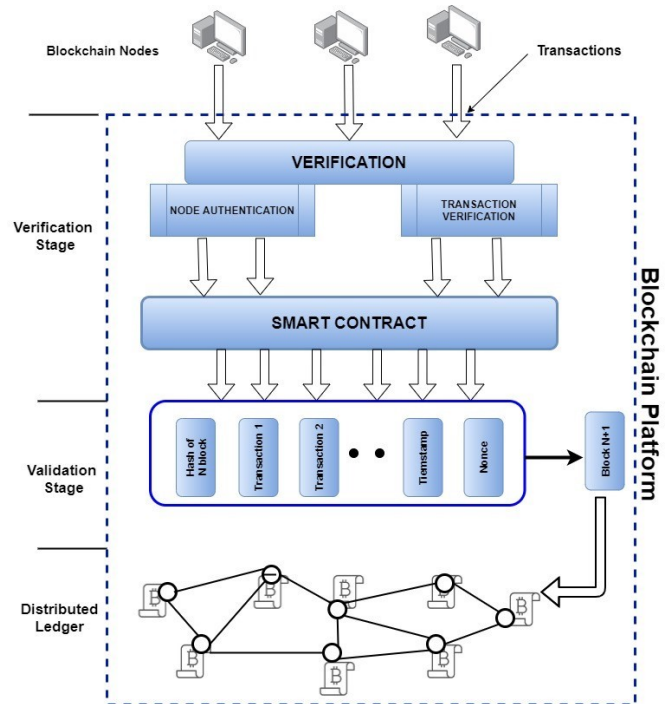 Blockchain Nodes
Transactions
VERIFICATION
NODE AUTHENTICATION
TRANSACTION
VERIFICATION
Verification
Stage
SMART CONTRACT
Blockchain Platform
Hash of
N block
Transaction 1
Transaction 2
Tiemstamp
Nonce
Block N+1
Validation
Stage
Distributed
Ledger